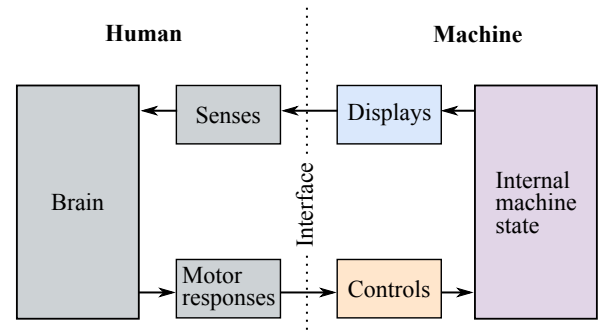 Human
Machine
Senses
Displays
Brain
Interface
Internal
machine
state
Motor
responses
Controls